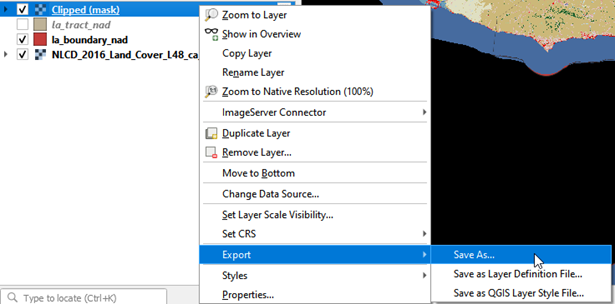 Clipped (mask)
la_tract_nad
la_boundary_nad
NLCD_2016_Land_Cover_L48_ca
Zoom to Layer
Show in Overview
Copy Layer
Rename Layer
Zoom to Native Resolution (100%)
ImageServer Connector
Duplicate Layer
Remove Layer...
Move to Bottom
Change Data Source...
Set Layer Scale Visibility...
Set CRS
Export
Styles
Properties...
Save As...
Save as Layer Definition File...
Save as QGIS Layer Style File...
Type to locate (Ctrl+K)